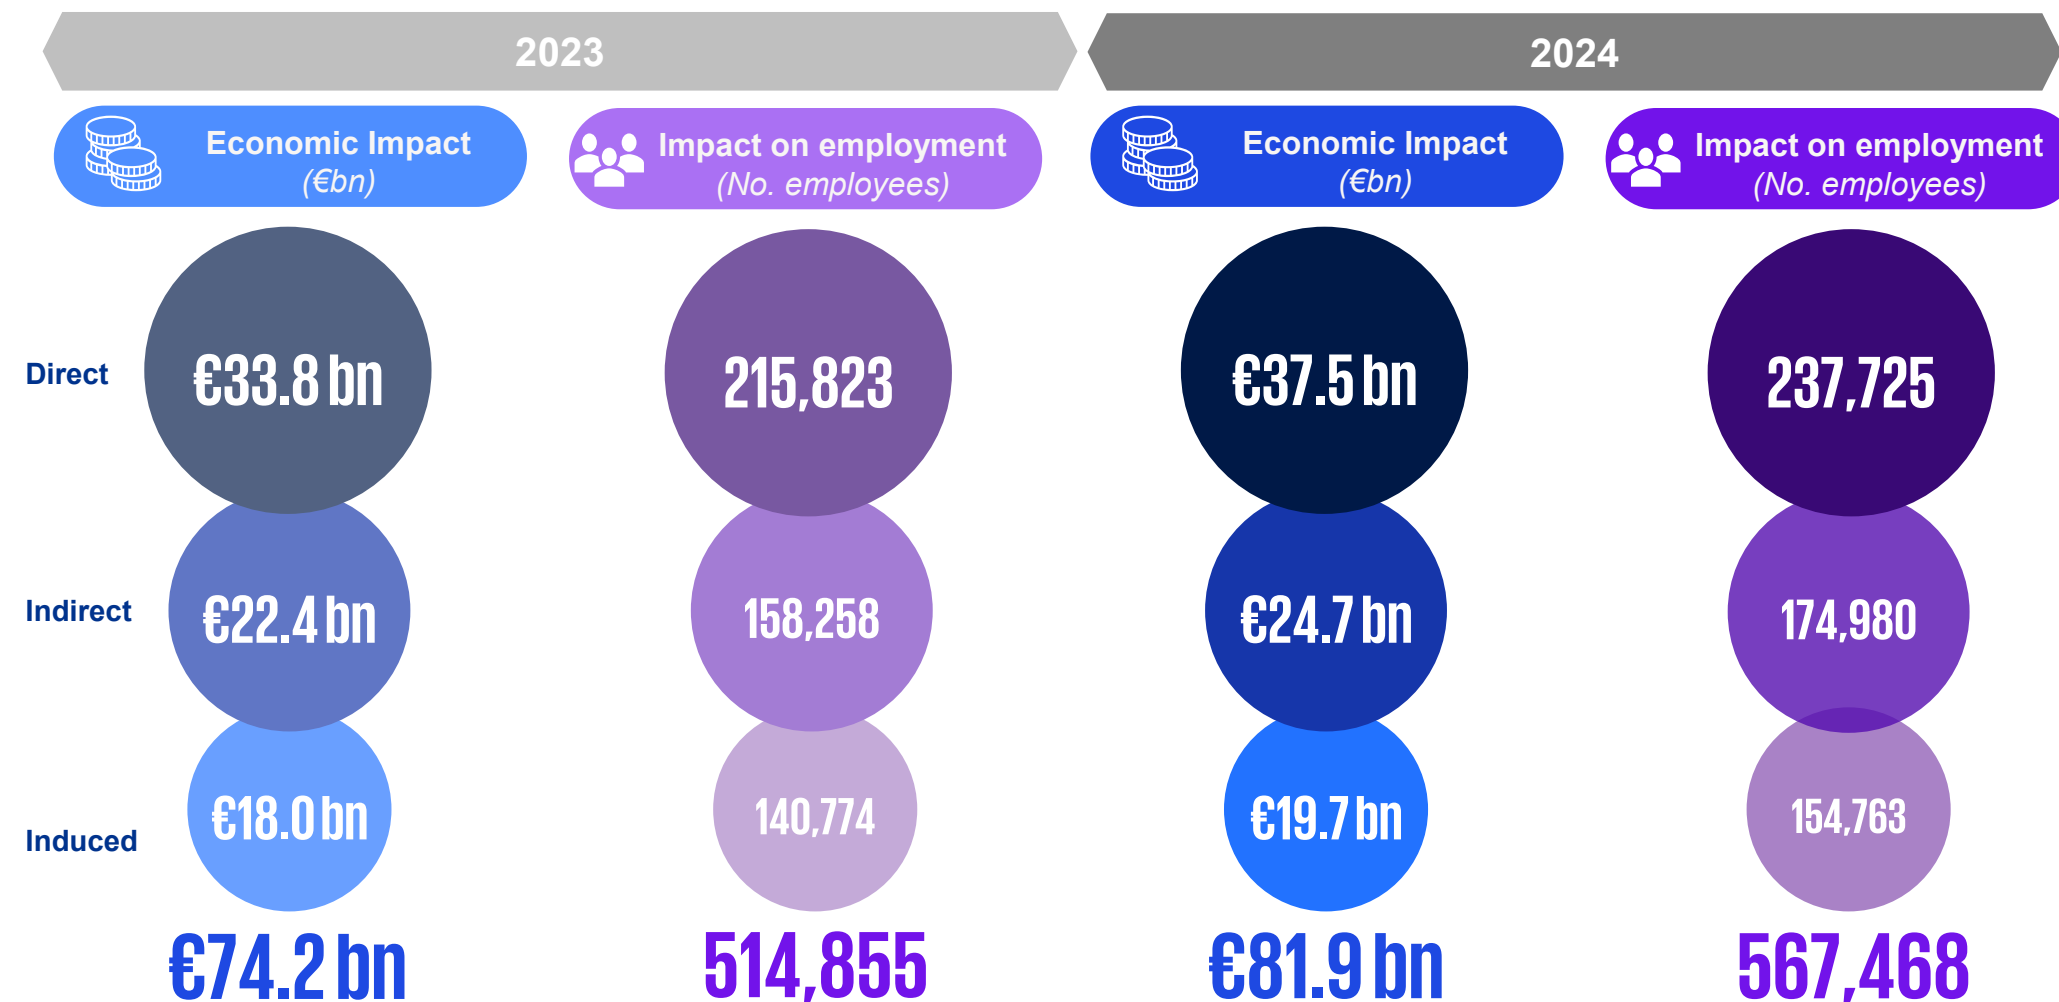 2023
2024
Economic Impact
(€bn)
Impact on employment
(No. employees)
Economic Impact
(€bn)
Impact on employment
(No. employees)
Direct
€33.8 bn
215,823
€37.5 bn
237,725
Indirect
€22.4 bn
158,258
€24.7 bn
174,980
Induced
€18.0 bn
140,774
€19.7 bn
154,763
€74.2 bn
514,855
€81.9 bn
567,468